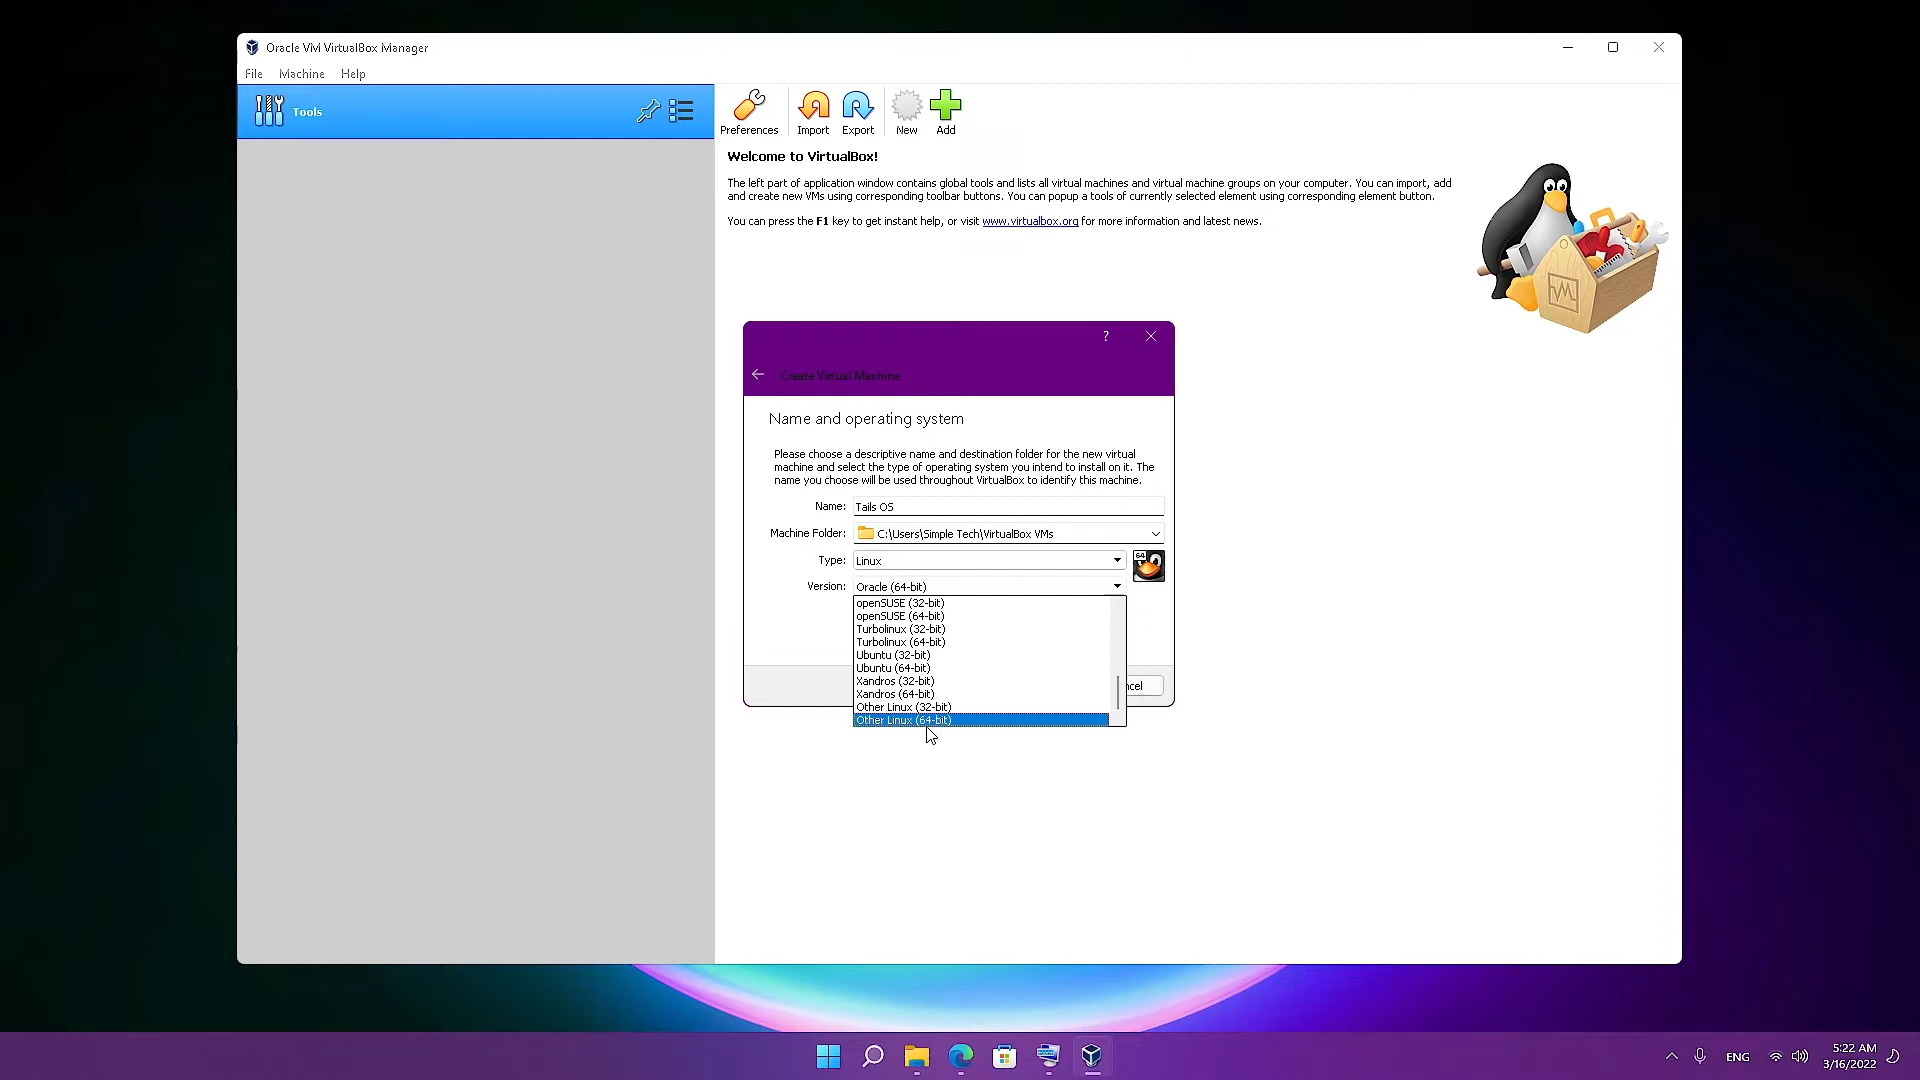 Oracle VM VirtualBox Manager
File Machine Help
Tools
Preferences Import Export New Add
Welcome to VirtualBox!
The left part of application window contains global tools and lists all virtual machines and virtual machine groups on your computer. You can import, add
and create new VMs using corresponding toolbar buttons. You can popup a tools of currently selected element using corresponding element button.
You can press the F1 key to get instant help, or visit www.virtualbox.org for more information and latest news.
?
Create Virtual Machine
Name and operating system
Please choose a descriptive name and destination folder for the new virtual
machine and select the type of operating system you intend to install on it. The
name you choose will be used throughout VirtualBox to identify this machine.
Name: Tails OS
Machine Folder: C:\Users\Simple Tech\VirtualBox VMs
Type: Linux
64
Version: Oracle (64-bit)
openSUSE (32-bit)
openSUSE (64-bit)
Turbolinux (32-bit)
Turbolinux (64-bit)
Ubuntu (32-bit)
Ubuntu (64-bit)
Xandros (32-bit)
Xandros (64-bit)
ncel
Other Linux (32-bit)
Other Linux (64-bit)
ENG
5:22 AM
3/16/2022